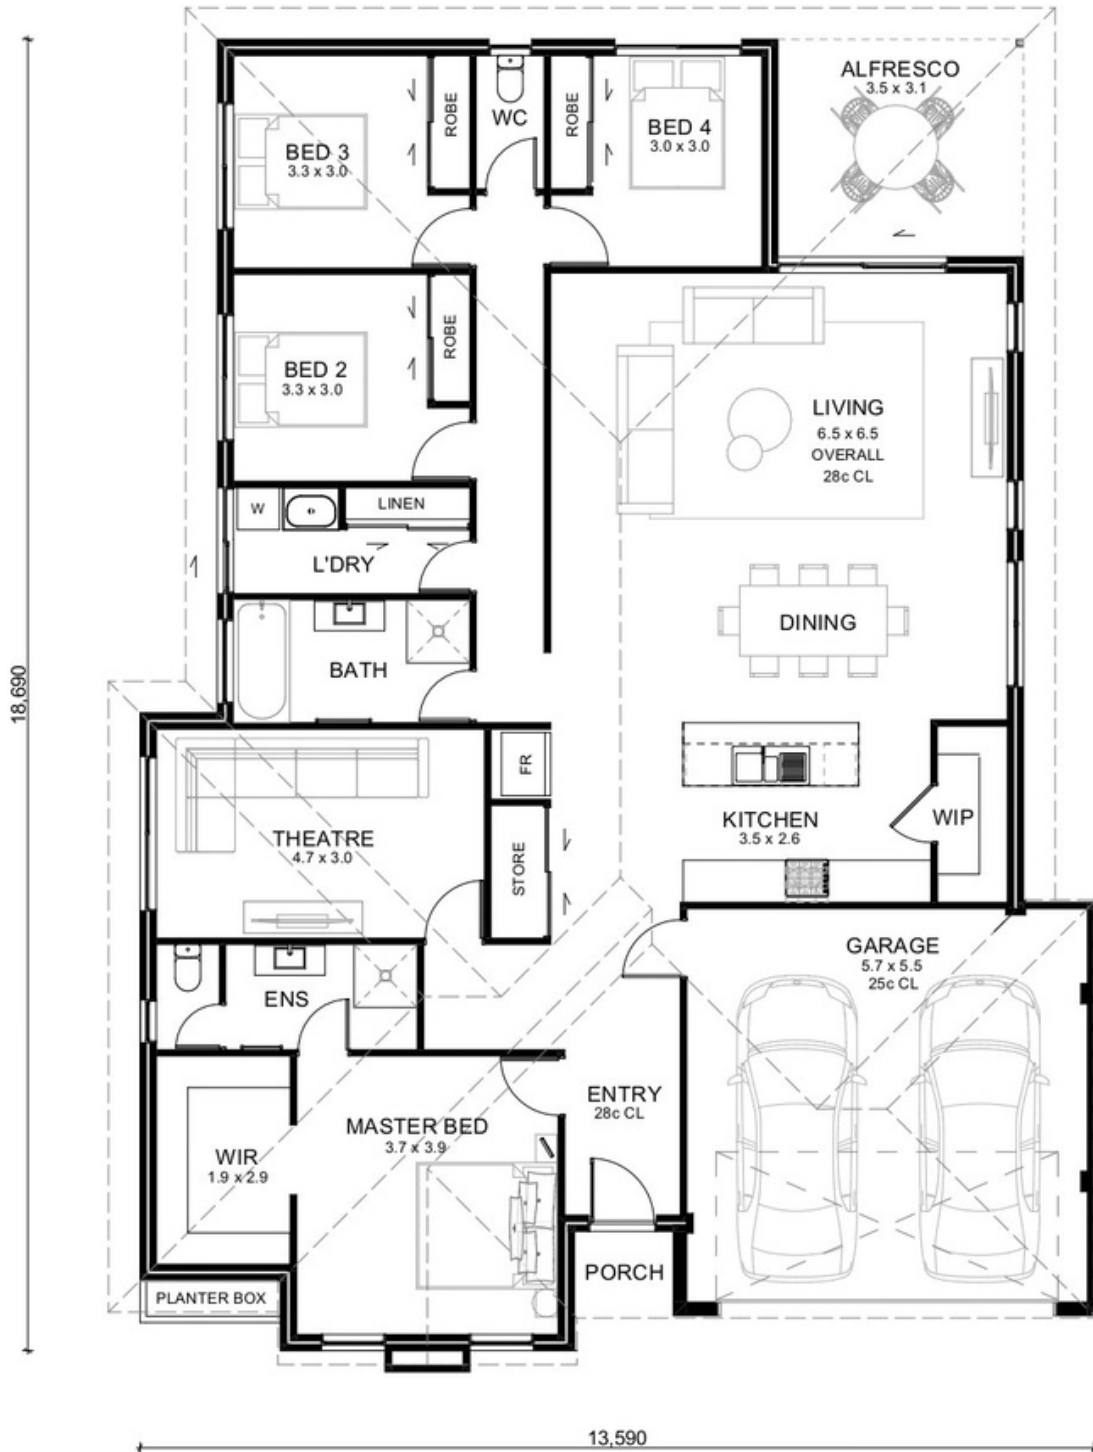 ALFRESCO
3.5 x 3.1
BED 3
3.3 x 3.0
ROBE
WC
ROBE
BED 4
3.0 x 3.0
BED 2
3.3 x 3.0
ROBE
LIVING
6.5 x 6.5
OVERALL
28c CL
W
LINEN
L'DRY
DINING
BATH
18,690
FR
THEATRE
4.7 x 3.0
STORE
KITCHEN
3.5 x 2.6
WIP
GARAGE
5.7 x 5.5
25c CL
ENS
ENTRY
28c CL
MASTER BED
3.7 x 3.9
WIR
1.9 x 2.9
PORCH
PLANTER BOX
13,590